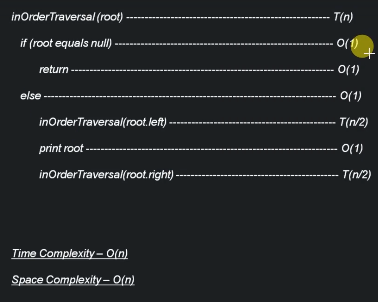 inOrderTraversal (root) ---------------------------------------------------- T(n)
if (root equals null) -------------------------------------------------------- O(1)
return ------------------------------------------------------------------- O(1)
else -------------------------------------------------------------------------- O(1)
inOrderTraversal(root.left) ------------------------------------------ T(n/2)
print root ---------------------------------------------------------------- O(1)
inOrderTraversal(root.right) ----------------------------------------- T(n/2)
Time Complexity – O(n)
Space Complexity – O(n)